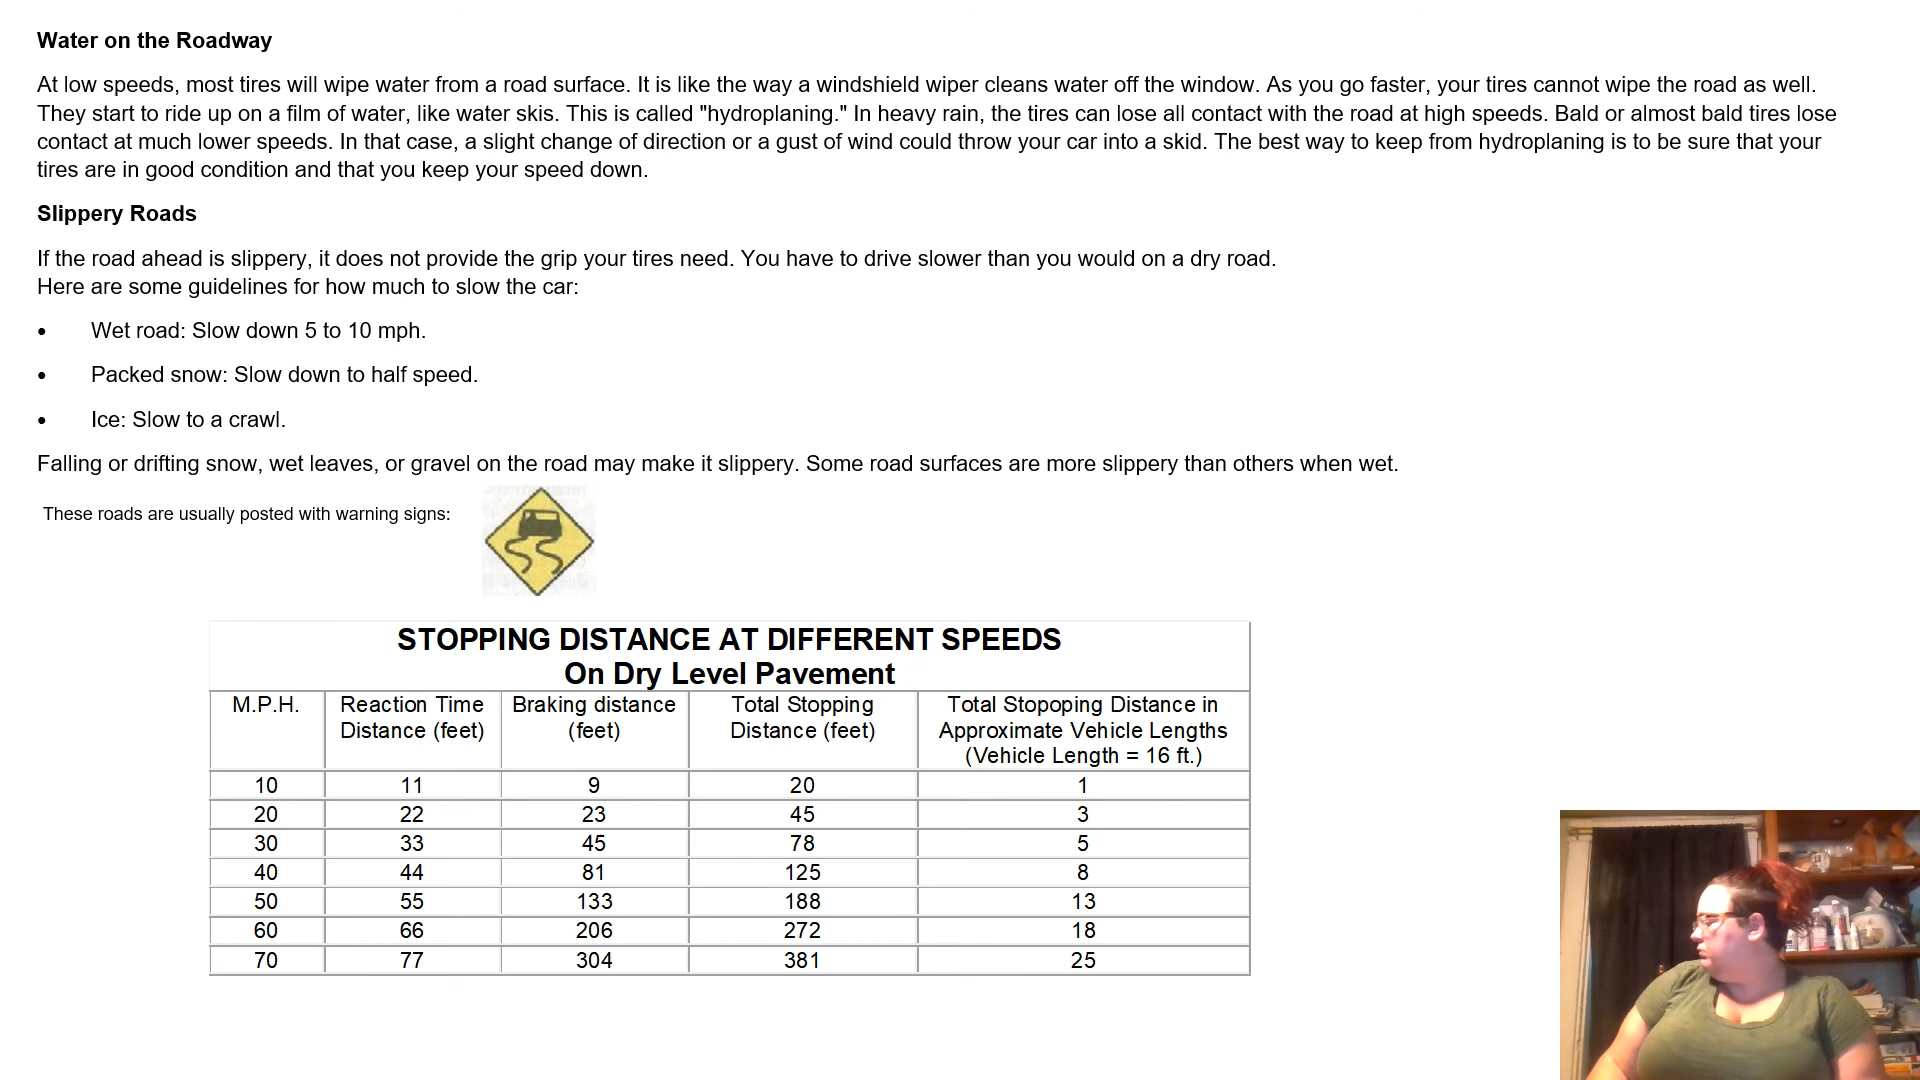 Water on the Roadway
At low speeds, most tires will wipe water from a road surface. It is like the way a windshield wiper cleans water off the window. As you go faster, your tires cannot wipe the road as well.
They start to ride up on a film of water, like water skis. This is called "hydroplaning." In heavy rain, the tires can lose all contact with the road at high speeds. Bald or almost bald tires lose
contact at much lower speeds. In that case, a slight change of direction or a gust of wind could throw your car into a skid. The best way to keep from hydroplaning is to be sure that your
tires are in good condition and that you keep your speed down.
Slippery Roads
If the road ahead is slippery, it does not provide the grip your tires need. You have to drive slower than you would on a dry road.
Here are some guidelines for how much to slow the car:
• Wet road: Slow down 5 to 10 mph.
• Packed snow: Slow down to half speed.
• Ice: Slow to a crawl.
Falling or drifting snow, wet leaves, or gravel on the road may make it slippery. Some road surfaces are more slippery than others when wet.
These roads are usually posted with warning signs:
STOPPING DISTANCE AT DIFFERENT SPEEDS
On Dry Level Pavement
M.P.H. Reaction Time Braking distance Total Stopping Total Stopoping Distance in
Distance (feet) (feet) Distance (feet) Approximate Vehicle Lengths
(Vehicle Length = 16 ft.)
10 11 9 20 1
20 22 23 45 3
30 33 45 78 5
40 44 81 125 8
50 55 133 188 13
60 66 206 272 18
70 77 304 381 25